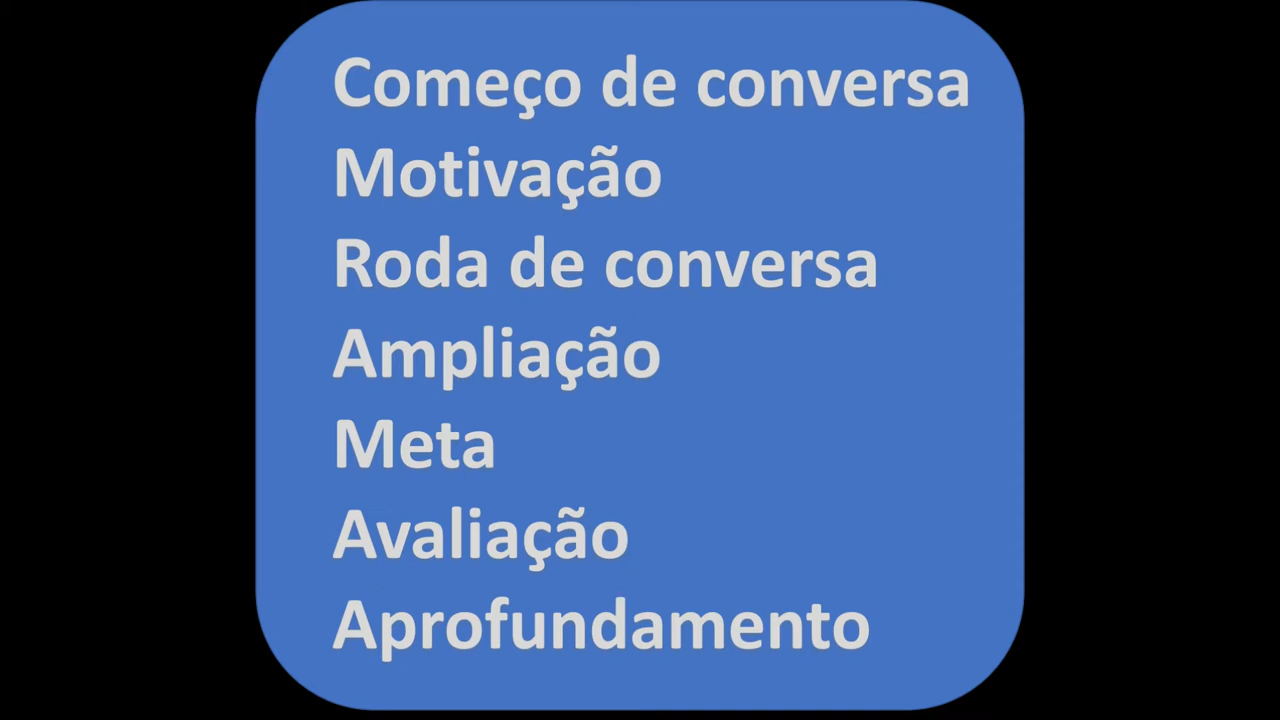 Começo de conversa
Motivação
Roda de conversa
Ampliação
Meta
Avaliação
Aprofundamento